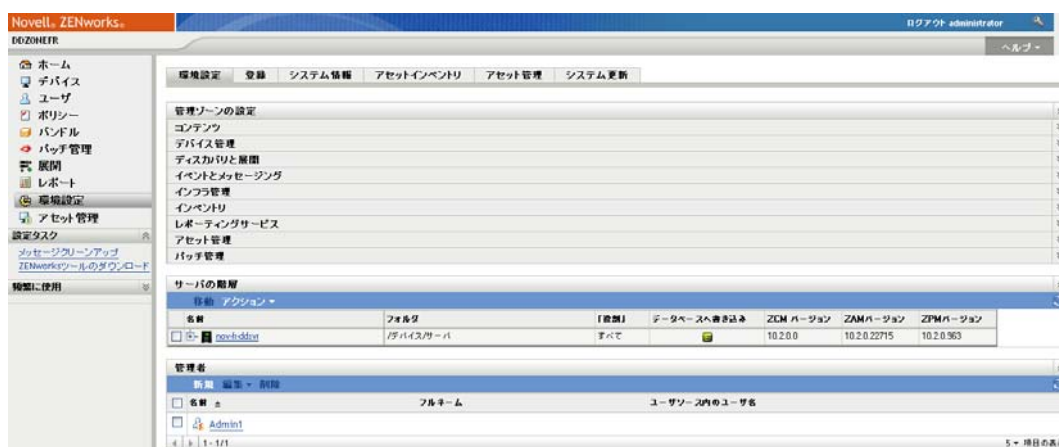 Novell® ZENworks®
ログアウト administrator
DDZONEFR
ヘルプ
ホーム
デバイス
ユーザ
ポリシー
バンドル
パッチ管理
展開
レポート
環境設定
アセット管理
設定タスク
メッセージクリーンアップ
ZENworksツールのダウンロード
頻繁に使用
環境設定 登録 システム情報 アセットインベントリ アセット管理 システム更新
管理ゾーンの設定
コンテンツ
デバイス管理
ディスカバリと展開
イベントとメッセージング
インフラ管理
インベントリ
レポーティングサービス
アセット管理
パッチ管理
サーバの階層
移動 アクション
名前 フォルダ 「役割」 データベースへ書き込み ZCM バージョン ZAMバージョン ZPMバージョン
/デバイス/サーバ すべて 10.2.0.0 10.2.0.22715 10.2.0.963
管理者
新規 編集 削除
名前 フルネーム ユーザソース内のユーザ名
Admin1
1 - 1/1
5 項目の表